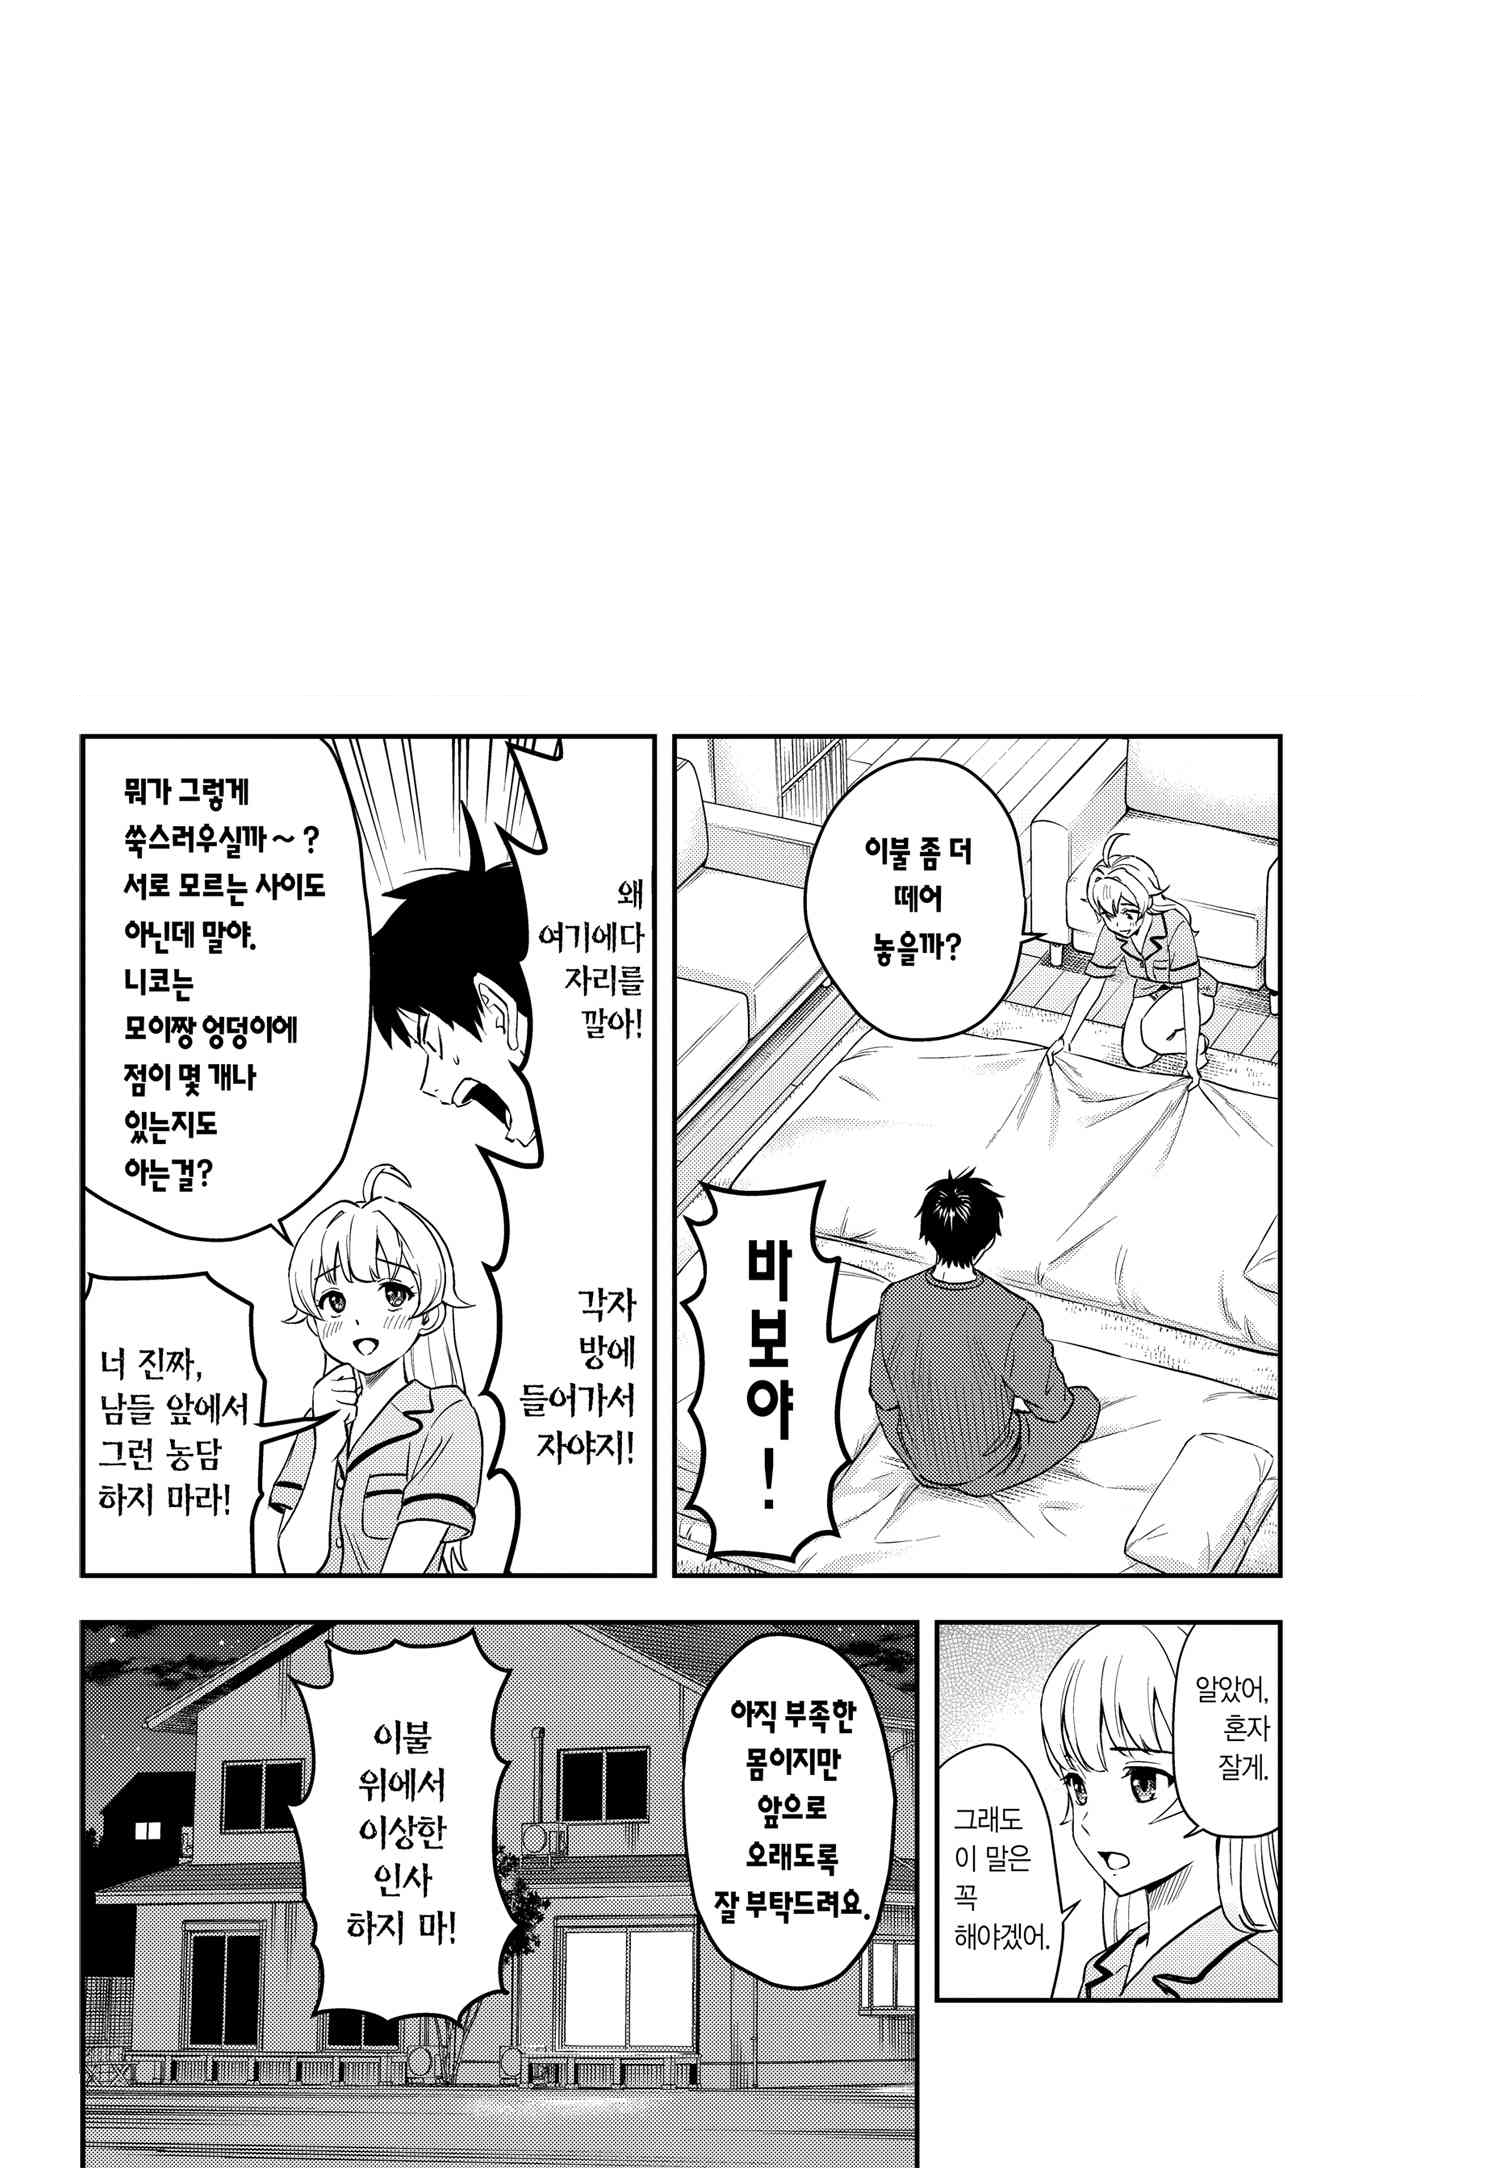 이불 좀 더
떼어
놓을까?
바보야!
왜
여기에다
자리를
깔아!
각자
방에
들어가서
자야지!
뭐가 그렇게
쑥스러우실까~?
서로 모르는 사이도
아닌데 말야.
니코는
모이짱 엉덩이에
점이 몇 개나
있는지도
아는걸?
너 진짜,
남들 앞에서
그런 농담
하지 마라!
알았어,
혼자
잘게.
그래도
이 말은
꼭
해야겠어.
아직 부족한
몸이지만
앞으로
오래도록
잘 부탁드려요.
이불
위에서
이상한
인사
하지 마!